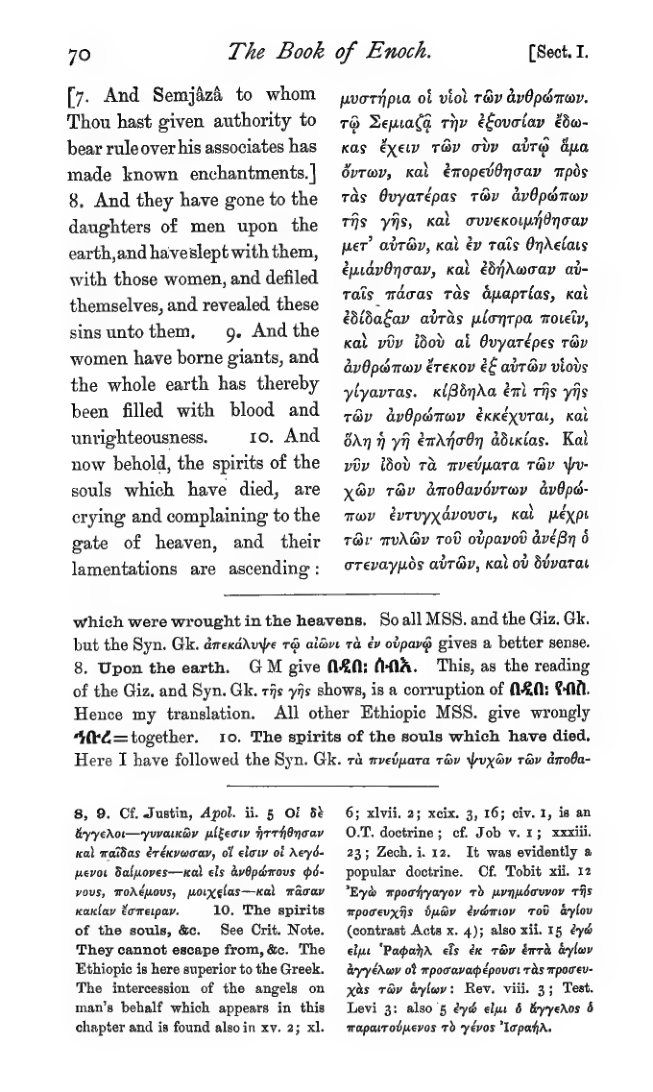 70 The Book of Enoch. [Sect. I.
[7. And Semjâzâ to whom
Thou hast given authority to
bear rule over his associates has
made known enchantments.]
8. And they have gone to the
daughters of men upon the
earth, and have slept with them,
with those women, and defiled
themselves, and revealed these
sins unto them. 9. And the
women have borne giants, and
the whole earth has thereby
been filled with blood and
unrighteousness. 10. And
now behold, the spirits of the
souls which have died, are
crying and complaining to the
gate of heaven, and their
lamentations are ascending :
μυστήρια οἱ υἱοὶ τῶν ἀνθρώπων.
τῷ Σεμιαζᾷ τὴν ἐξουσίαν ἔδω-
κας ἔχειν τῶν σὺν αὐτῷ ἅμα
ὄντων, καὶ ἐπορεύθησαν πρὸς
τὰς θυγατέρας τῶν ἀνθρώπων
τῆς γῆς, καὶ συνεκοιμήθησαν
μετ’ αὐτῶν, καὶ ἐν ταῖς θηλείαις
ἐμιάνθησαν, καὶ ἐδήλωσαν αὐ-
ταῖς πάσας τὰς ἁμαρτίας, καὶ
ἐδίδαξαν αὐτὰς μίσητρα ποιεῖν,
καὶ νῦν ἰδοὺ αἱ θυγατέρες τῶν
ἀνθρώπων ἔτεκον ἐξ αὐτῶν υἱοὺς
γίγαντας. κίβδηλα ἐπὶ τῆς γῆς
τῶν ἀνθρώπων ἐκκέχυται, καὶ
ὅλη ἡ γῆ ἐπλήσθη ἀδικίας. Καὶ
νῦν ἰδοὺ τὰ πνεύματα τῶν ψυ-
χῶν τῶν ἀποθανόντων ἀνθρώ-
πων ἐντυγχάνουσι, καὶ μέχρι
τῶν πυλῶν τοῦ οὐρανοῦ ἀνέβη ὁ
στεναγμὸς αὐτῶν, καὶ οὐ δύναται
which were wrought in the heavens. So all MSS. and the Giz. Gk.
but the Syn. Gk. ἀπεκάλυψε τῷ αἰῶνι τὰ ἐν οὐρανῷ gives a better sense.
8. Upon the earth. G M give በዲበ፡ ሰብእ. This, as the reading
of the Giz. and Syn. Gk. τῆς γῆς shows, is a corruption of በዲበ፡ የብስ.
Hence my translation. All other Ethiopic MSS. give wrongly
ኅቡረ=together. 10. The spirits of the souls which have died.
Here I have followed the Syn. Gk. τὰ πνεύματα τῶν ψυχῶν τῶν ἀποθα-
8, 9. Cf. Justin, Apol. ii. 5 Οἱ δὲ
ἄγγελοι—γυναικῶν μίξεσιν ἡττήθησαν
καὶ παῖδας ἐτέκνωσαν, οἵ εἰσιν οἱ λεγό-
μενοι δαίμονες—καὶ εἰς ἀνθρώπους φό-
νους, πολέμους, μοιχείας—καὶ πᾶσαν
κακίαν ἔσπειραν. 10. The spirits
of the souls, &c. See Crit. Note.
They cannot escape from, &c. The
Ethiopic is here superior to the Greek.
The intercession of the angels on
man’s behalf which appears in this
chapter and is found also in xv. 2; xl.
6; xlvii. 2; xcix. 3, 16; civ. 1, is an
O.T. doctrine; cf. Job v. 1; xxxiii.
23; Zech. i. 12. It was evidently a
popular doctrine. Cf. Tobit xii. 12
Ἐγὼ προσήγαγον τὸ μνημόσυνον τῆς
προσευχῆς ὑμῶν ἐνώπιον τοῦ ἁγίου
(contrast Acts x. 4); also xii. 15 ἐγώ
εἰμι Ῥαφαὴλ εἷς ἐκ τῶν ἑπτὰ ἁγίων
ἀγγέλων οἳ προσαναφέρουσι τὰς προσευ-
χὰς τῶν ἁγίων: Rev. viii. 3; Test.
Levi 3: also 5 ἐγώ εἰμι ὁ ἄγγελος ὁ
παραιτούμενος τὸ γένος Ἰσραήλ.